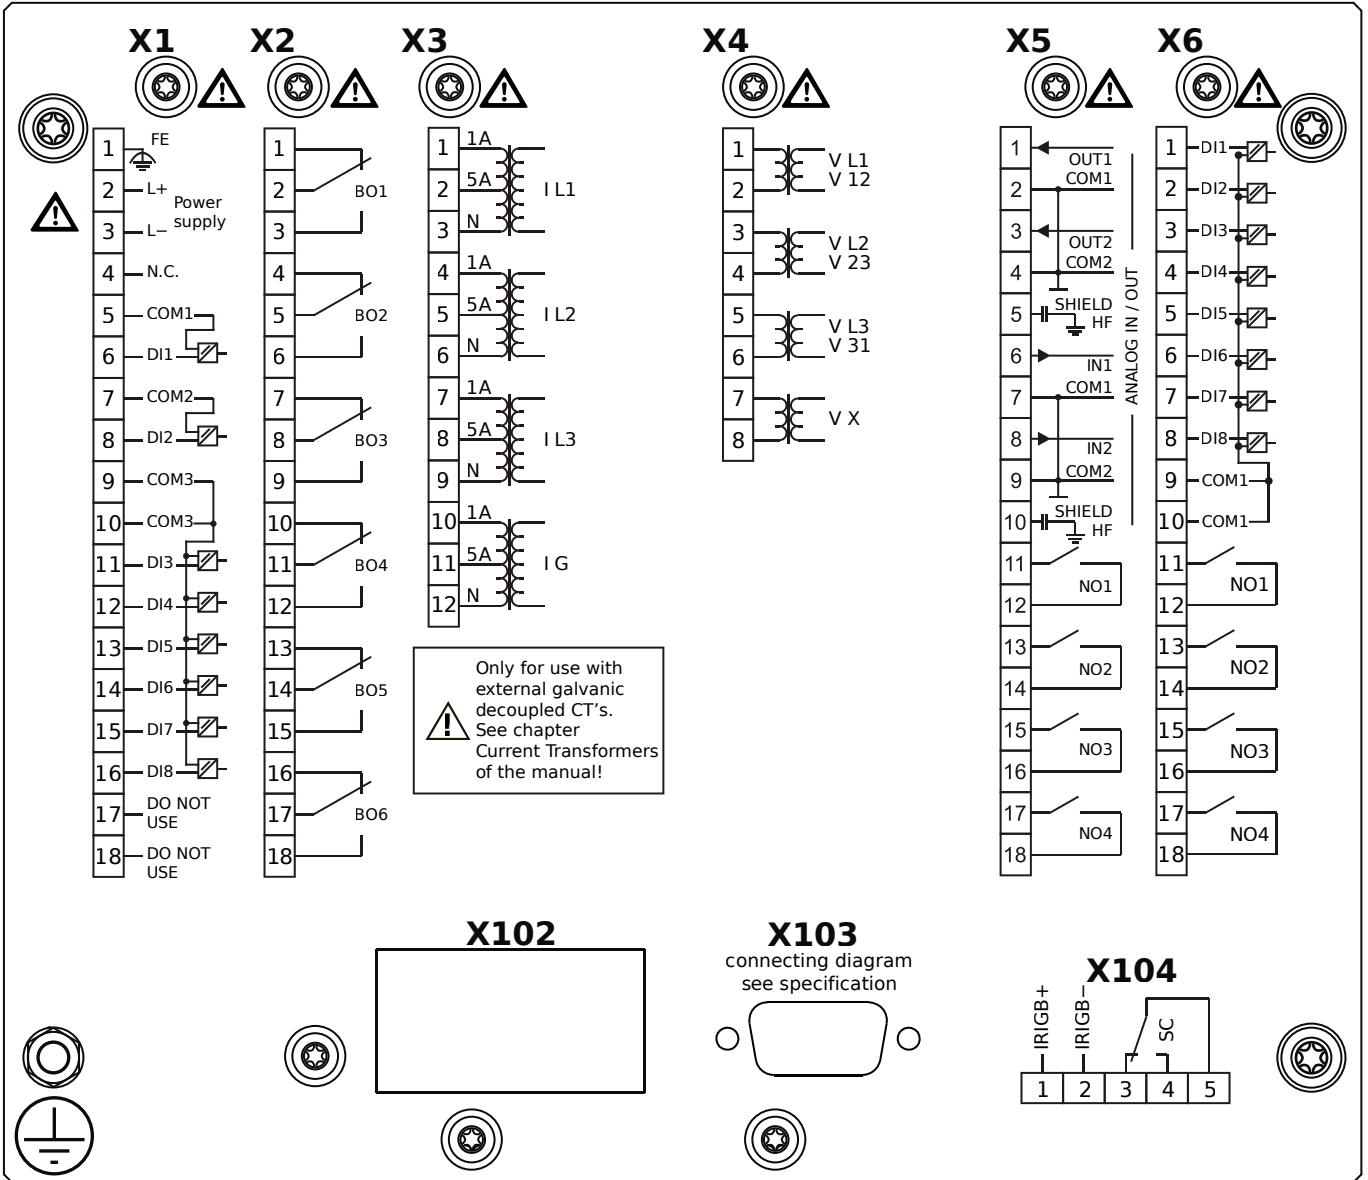 X1
X2
X3
X4
X5
X6
1 FE
2 L+
Power
supply
3 L−
4 N.C.
5 COM1
6 DI1
7 COM2
8 DI2
9 COM3
10 COM3
11 DI3
12 DI4
13 DI5
14 DI6
15 DI7
16 DI8
17 DO NOT
USE
18 DO NOT
USE
1
2 BO1
3
4
5 BO2
6
7
8 BO3
9
10
11 BO4
12
13
14 BO5
15
16
17 BO6
18
1 1A
2 5A I L1
3 N
4 1A
5 5A I L2
6 N
7 1A
8 5A I L3
9 N
10 1A
11 5A I G
12 N
Only for use with
external galvanic
decoupled CT's.
See chapter
Current Transformers
of the manual!
1 V L1
2 V 12
3 V L2
4 V 23
5 V L3
6 V 31
7 V X
8
1 OUT1
2 COM1
3 OUT2
4 COM2
5 SHIELD
HF
6 IN1
7 COM1
8 IN2
9 COM2
10 SHIELD
HF
ANALOG IN / OUT
11 NO1
12
13 NO2
14
15 NO3
16
17 NO4
18
1 DI1
2 DI2
3 DI3
4 DI4
5 DI5
6 DI6
7 DI7
8 DI8
9 COM1
10 COM1
11 NO1
12
13 NO2
14
15 NO3
16
17 NO4
18
X102
X103
connecting diagram
see specification
X104
IRIGB+
IRIGB−
SC
1 2 3 4 5